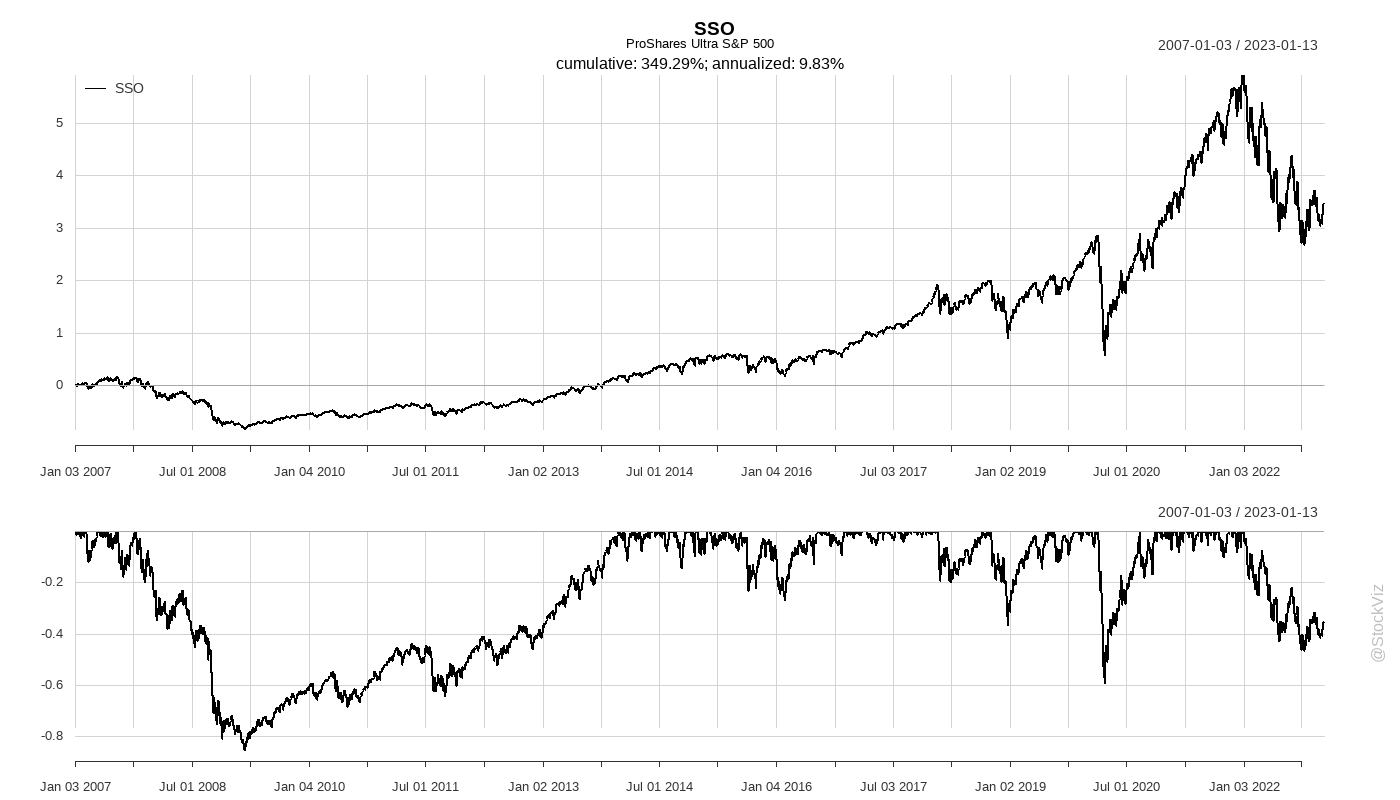 SSO
ProShares Ultra S&P 500
cumulative: 349.29%; annualized: 9.83%
2007-01-03 / 2023-01-13
SSO
5
4
3
2
1
0
Jan 03 2007 Jul 01 2008 Jan 04 2010 Jul 01 2011 Jan 02 2013 Jul 01 2014 Jan 04 2016 Jul 03 2017 Jan 02 2019 Jul 01 2020 Jan 03 2022
2007-01-03 / 2023-01-13
-0.2
-0.4
-0.6
-0.8
Jan 03 2007 Jul 01 2008 Jan 04 2010 Jul 01 2011 Jan 02 2013 Jul 01 2014 Jan 04 2016 Jul 03 2017 Jan 02 2019 Jul 01 2020 Jan 03 2022
@StockViz